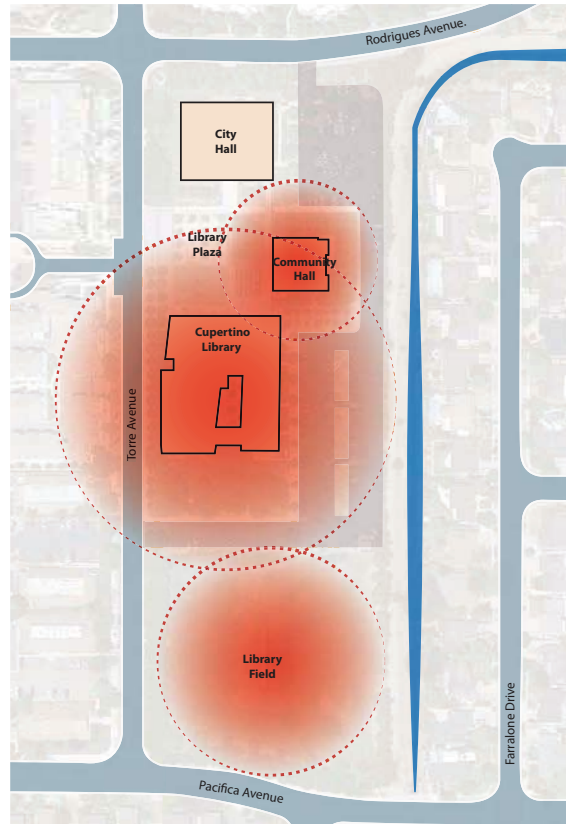 Rodrigues Avenue.
City
Hall
Library
Plaza
Community
Hall
Cupertino
Library
Torre Avenue
Library
Field
Farralone Drive
Pacifica Avenue